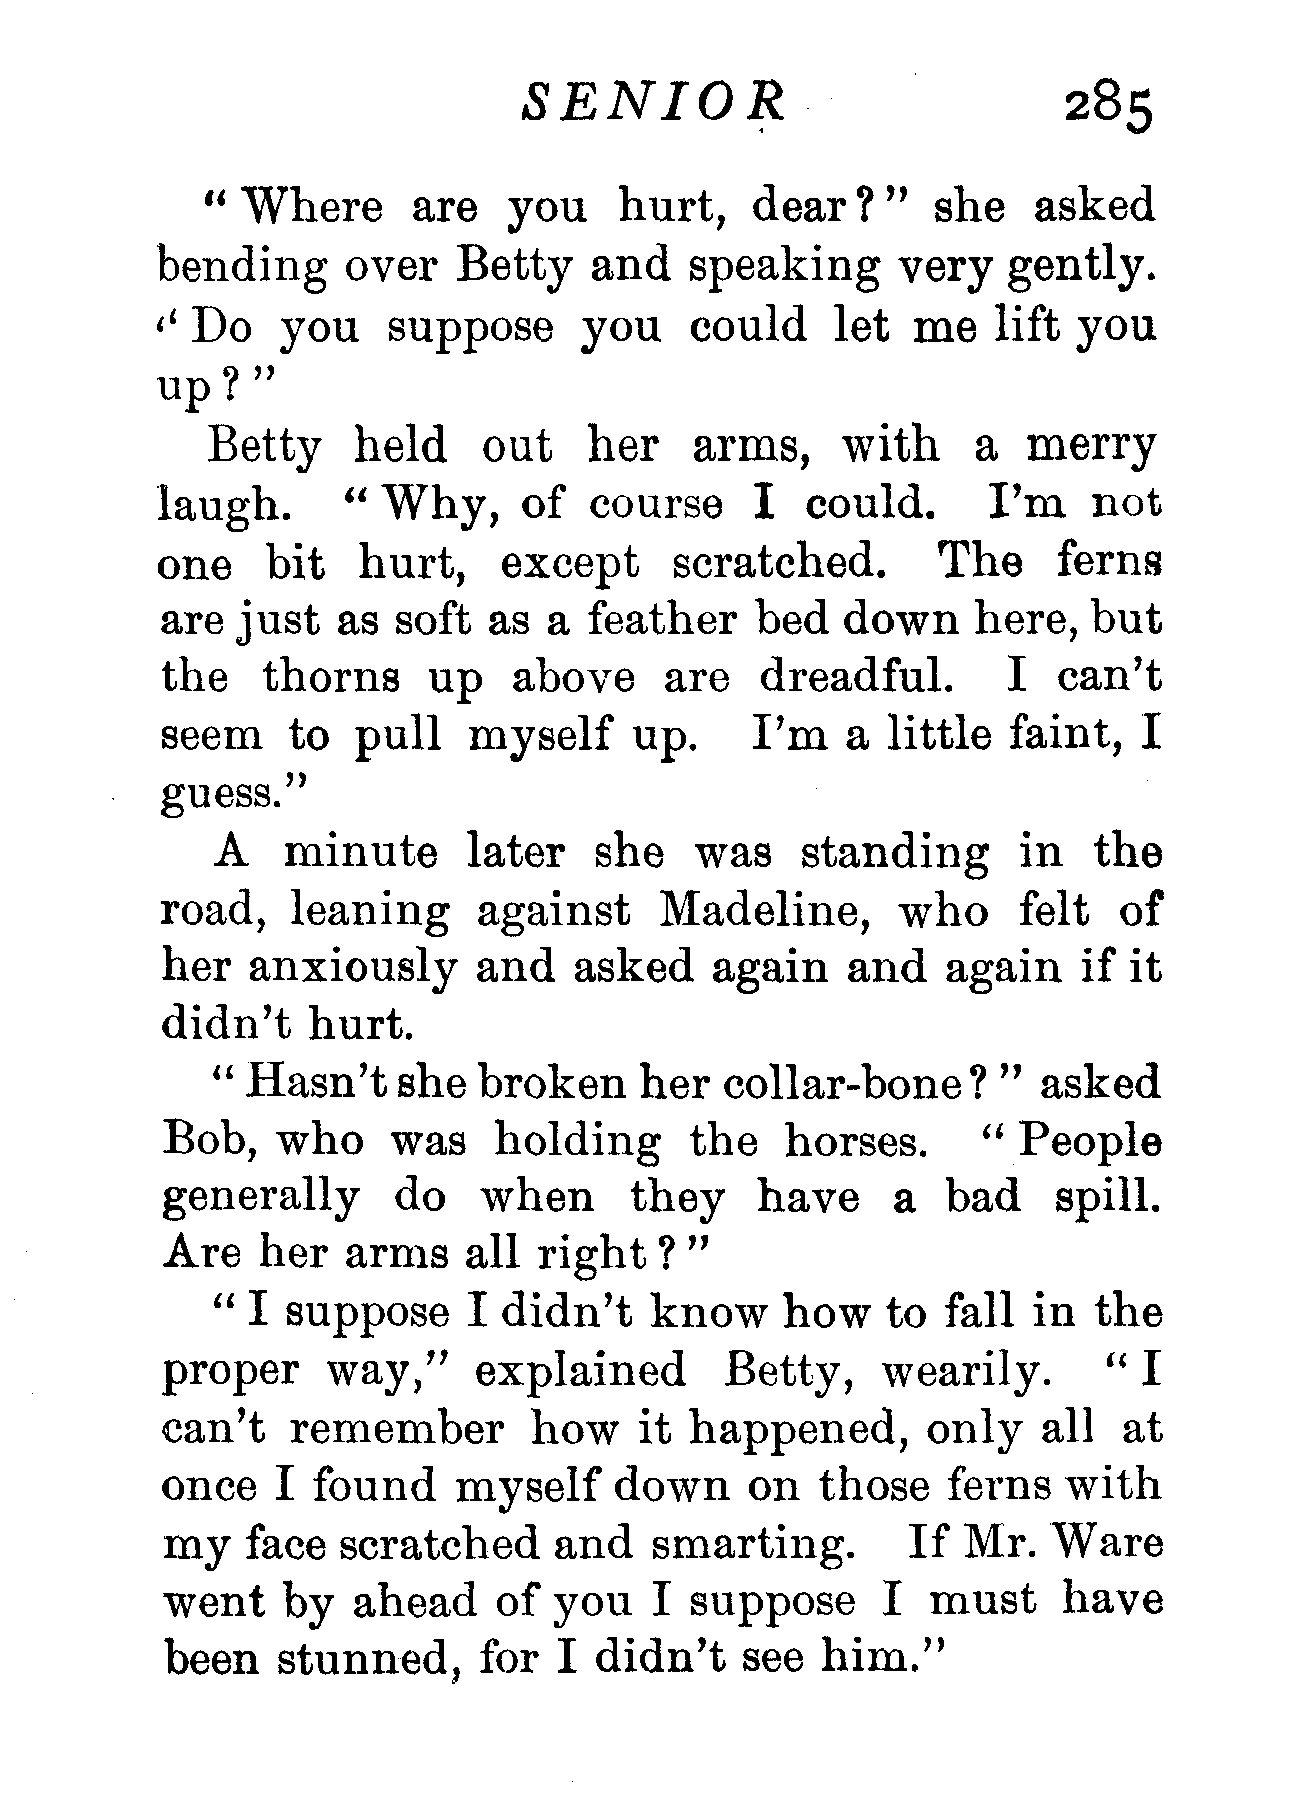 SENIOR 285
" Where are you hurt, dear ? " she asked
bending over Betty and speaking very gently.
" Do you suppose you could let me lift you
up ? "
Betty held out her arms, with a merry
laugh. " Why, of course I could. I'm not
one bit hurt, except scratched. The ferns
are just as soft as a feather bed down here, but
the thorns up above are dreadful. I can't
seem to pull myself up. I'm a little faint, I
guess."
A minute later she was standing in the
road, leaning against Madeline, who felt of
her anxiously and asked again and again if it
didn't hurt.
" Hasn't she broken her collar-bone ? " asked
Bob, who was holding the horses. " People
generally do when they have a bad spill.
Are her arms all right ? "
" I suppose I didn't know how to fall in the
proper way," explained Betty, wearily. " I
can't remember how it happened, only all at
once I found myself down on those ferns with
my face scratched and smarting. If Mr. Ware
went by ahead of you I suppose I must have
been stunned, for I didn't see him."